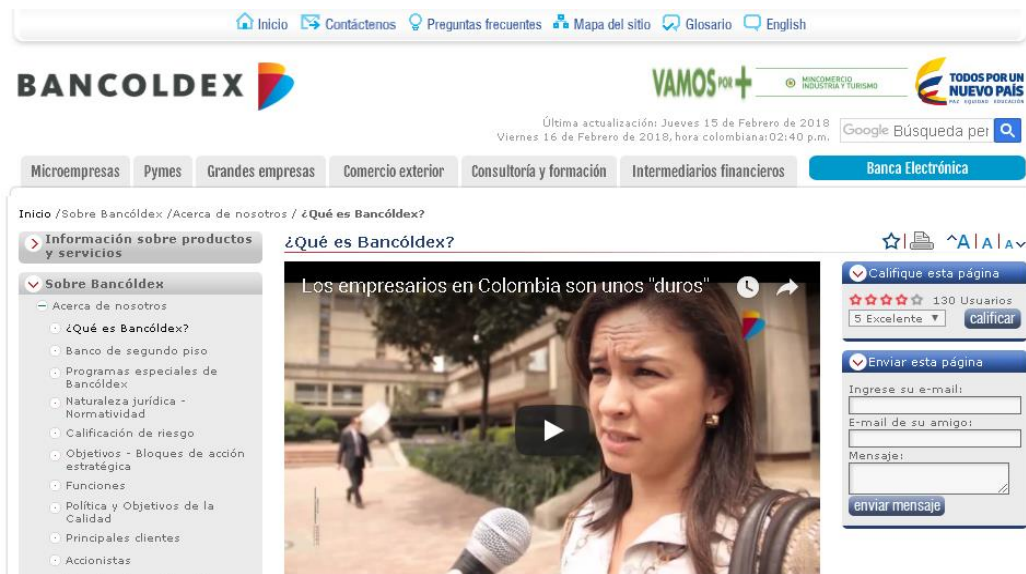 Inicio Contáctenos Preguntas frecuentes Mapa del sitio Glosario English
BANCOLDEX
VAMOS POR +
MINCOMERCIO
INDUSTRIA Y TURISMO
TODOS POR UN
NUEVO PAÍS
PAZ EQUIDAD EDUCACIÓN
Última actualización: Jueves 15 de Febrero de 2018
Viernes 16 de Febrero de 2018, hora colombiana:02:40 p.m.
Google Búsqueda per
Microempresas Pymes Grandes empresas Comercio exterior Consultoría y formación Intermediarios financieros Banca Electrónica
Inicio /Sobre Bancóldex /Acerca de nosotros / ¿Qué es Bancóldex?
Información sobre productos
y servicios
Sobre Bancóldex
Acerca de nosotros
¿Qué es Bancóldex?
Banco de segundo piso
Programas especiales de
Bancóldex
Naturaleza jurídica -
Normatividad
Calificación de riesgo
Objetivos - Bloques de acción
estratégica
Funciones
Política y Objetivos de la
Calidad
Principales clientes
Accionistas
¿Qué es Bancóldex?
A A A
Los empresarios en Colombia son unos "duros"
Califique esta página
130 Usuarios
5 Excelente calificar
Enviar esta página
Ingrese su e-mail:
E-mail de su amigo:
Mensaje:
enviar mensaje